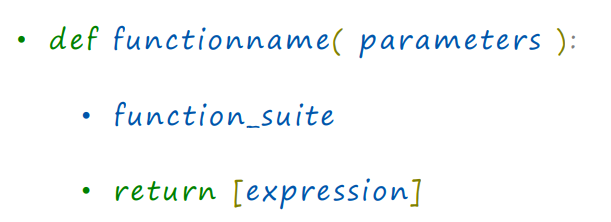 • def functionname( parameters ):
• function_suite
• return [expression]